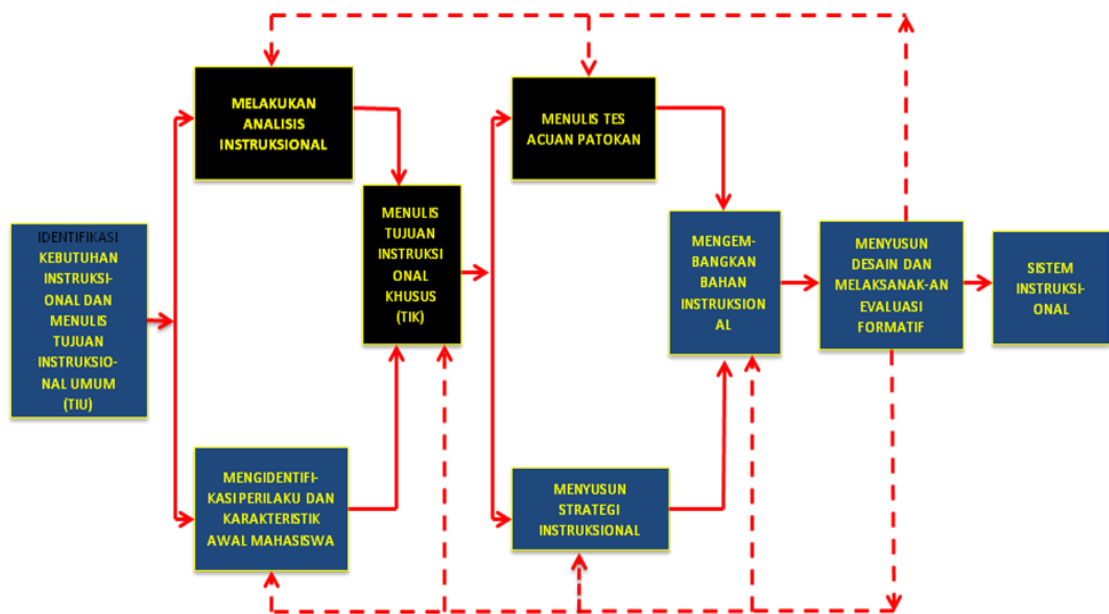 IDENTIFIKASI
KEBUTUHAN
INSTRUKSI-
ONAL DAN
MENULIS
TUJUAN
INSTRUKSIO-
NAL UMUM
(TIU)
MELAKUKAN
ANALISIS
INSTRUKSIONAL
MENGIDENTIFI-
KASI PERILAKU DAN
KARAKTERISTIK
AWAL MAHASISWA
MENULIS
TUJUAN
INSTRUKSI
ONAL
KHUSUS
(TIK)
MENULIS TES
ACUAN PATOKAN
MENYUSUN
STRATEGI
INSTRUKSIONAL
MENGEM-
BANGKAN
BAHAN
INSTRUKSION
AL
MENYUSUN
DESAIN DAN
MELAKSANAK-AN
EVALUASI
FORMATIF
SISTEM
INSTRUKSI-
ONAL